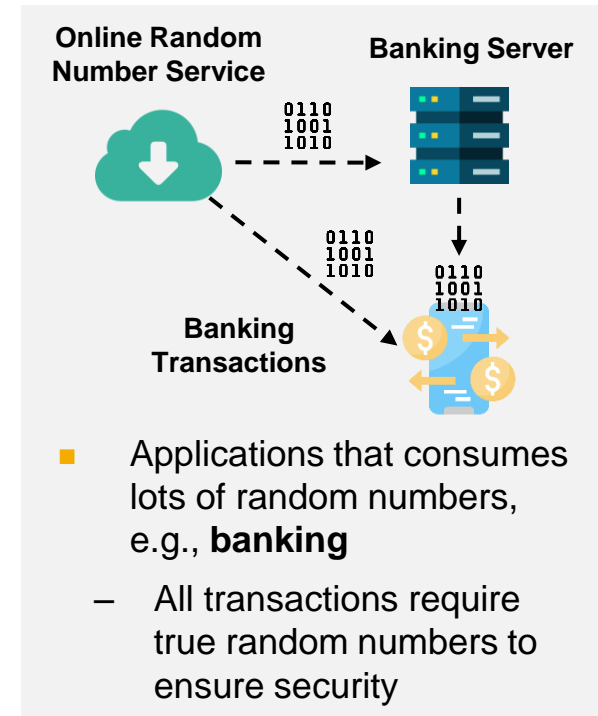 Online Random
Number Service
Banking Server
0110
1001
1010
0110
1001
1010
0110
1001
1010
$
$
Banking
Transactions
■ Applications that consumes
lots of random numbers,
e.g., banking
– All transactions require
true random numbers to
ensure security